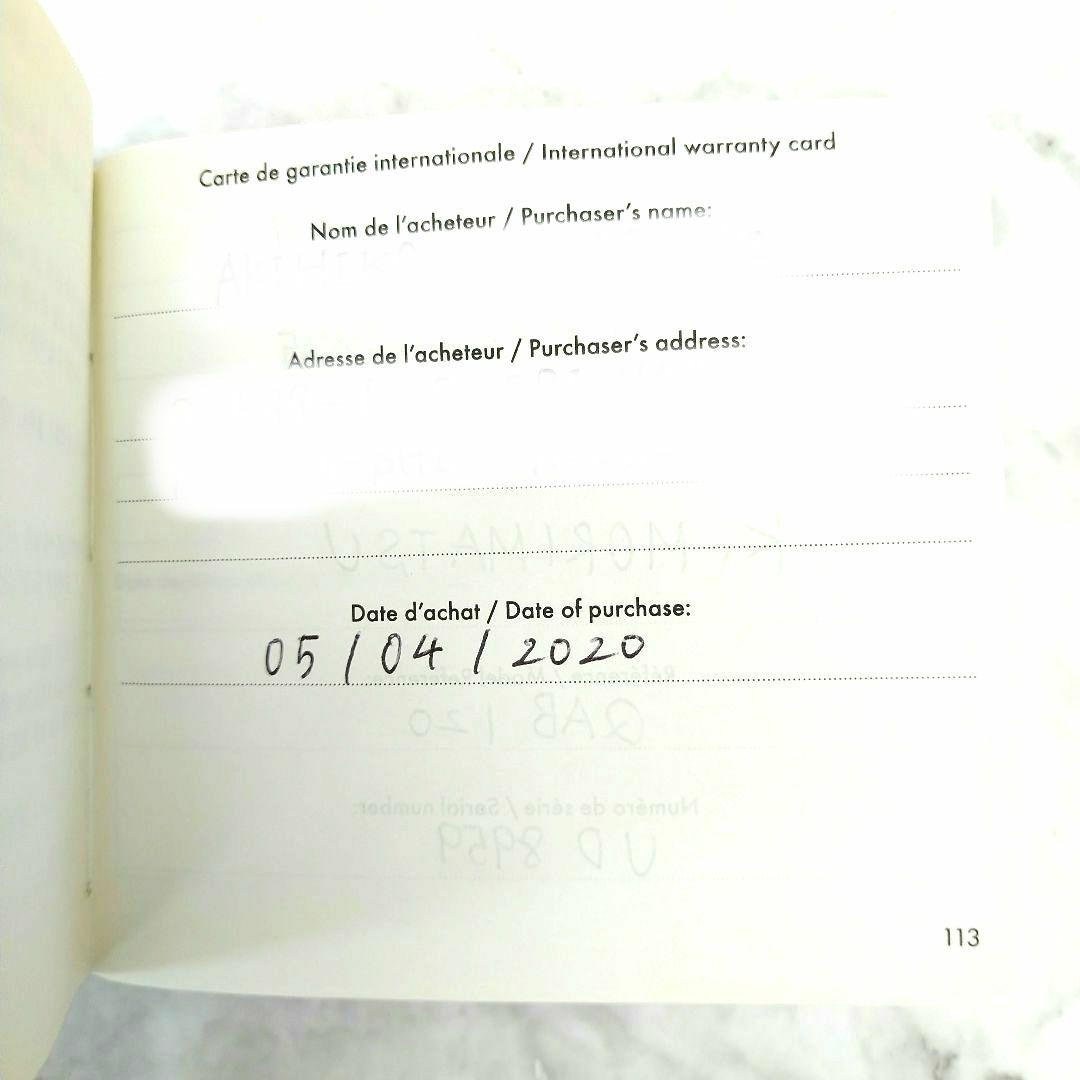 Carte de garantie internationale / International warranty card
Nom de l'acheteur / Purchaser's name:
Adresse de l'acheteur / Purchaser's address:
Date d'achat / Date of purchase:
05 / 04 / 2020
113